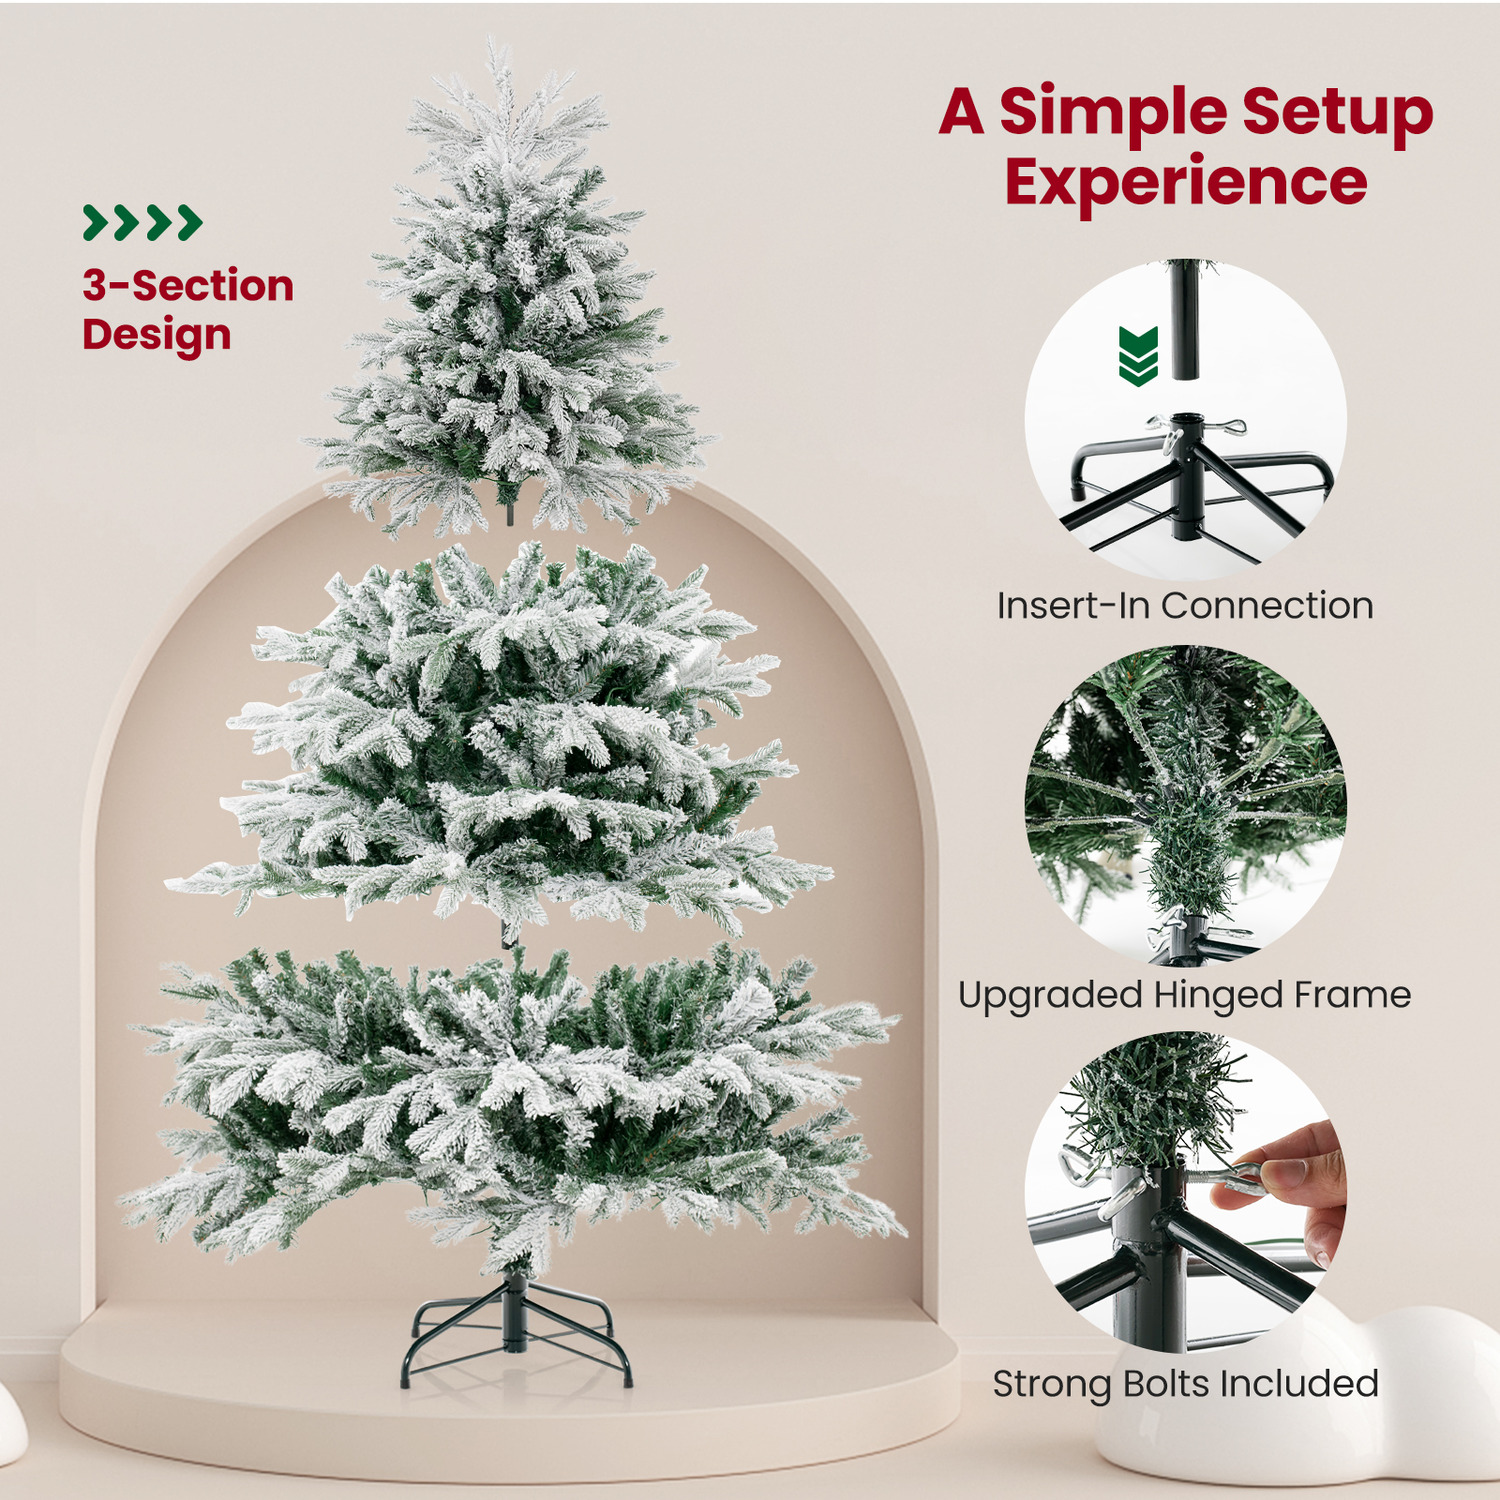 A Simple Setup
Experience
3-Section
Design
Insert-In Connection
Upgraded Hinged Frame
Strong Bolts Included